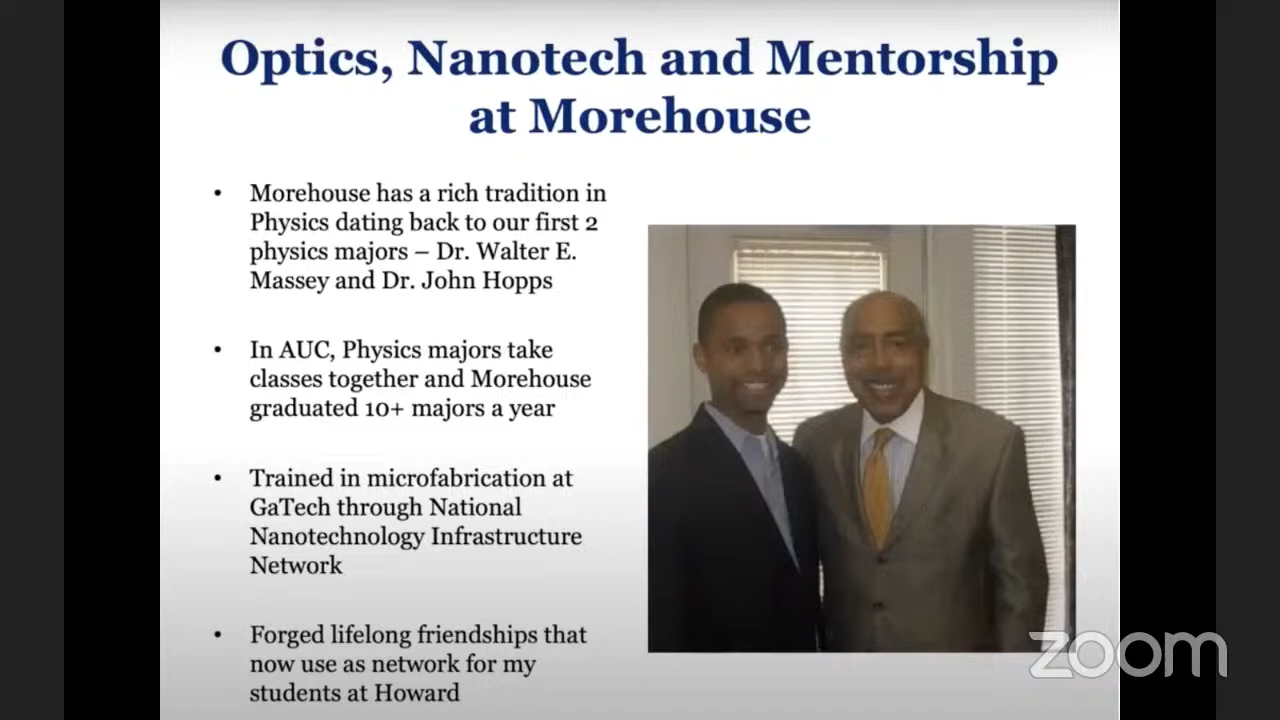 Optics, Nanotech and Mentorship
at Morehouse
• Morehouse has a rich tradition in
Physics dating back to our first 2
physics majors – Dr. Walter E.
Massey and Dr. John Hopps
• In AUC, Physics majors take
classes together and Morehouse
graduated 10+ majors a year
• Trained in microfabrication at
GaTech through National
Nanotechnology Infrastructure
Network
• Forged lifelong friendships that
now use as network for my
students at Howard
zoom